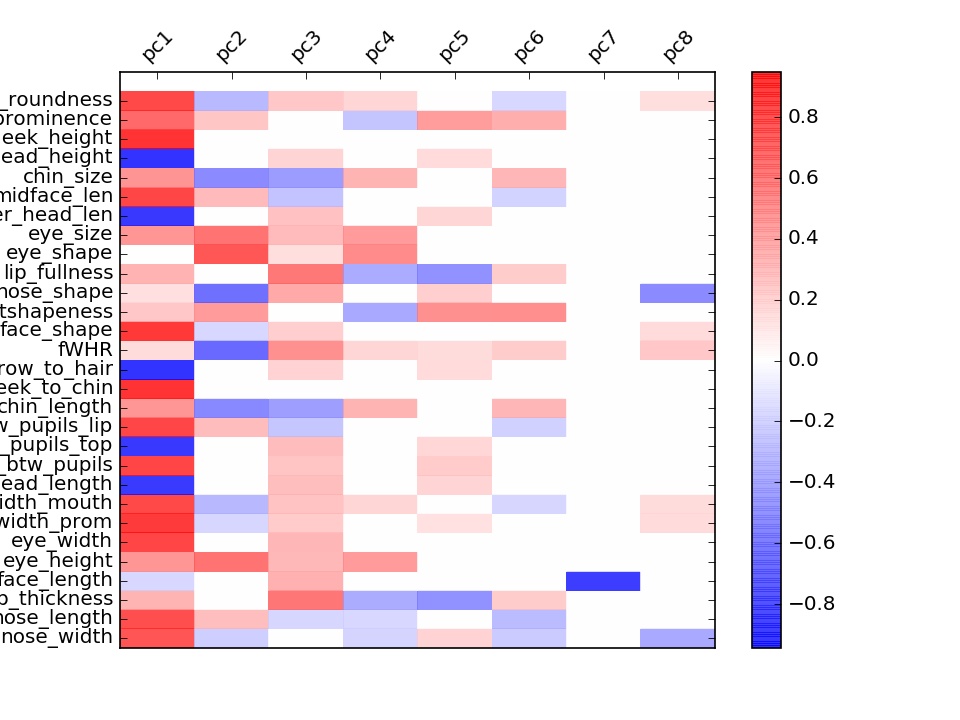 pc1 pc2 pc3 pc4 pc5 pc6 pc7 pc8
_roundness
prominence
eek_height
ead_height
chin_size
midface_len
er_head_len
eye_size
eye_shape
lip_fullness
nose_shape
tshapeness
face_shape
fWHR
row_to_hair
eek_to_chin
chin_length
w_pupils_lip
_pupils_top
btw_pupils
ead_length
idth_mouth
width_prom
eye_width
eye_height
face_length
p_thickness
nose_length
nose_width
0.8
0.6
0.4
0.2
0.0
−0.2
−0.4
−0.6
−0.8